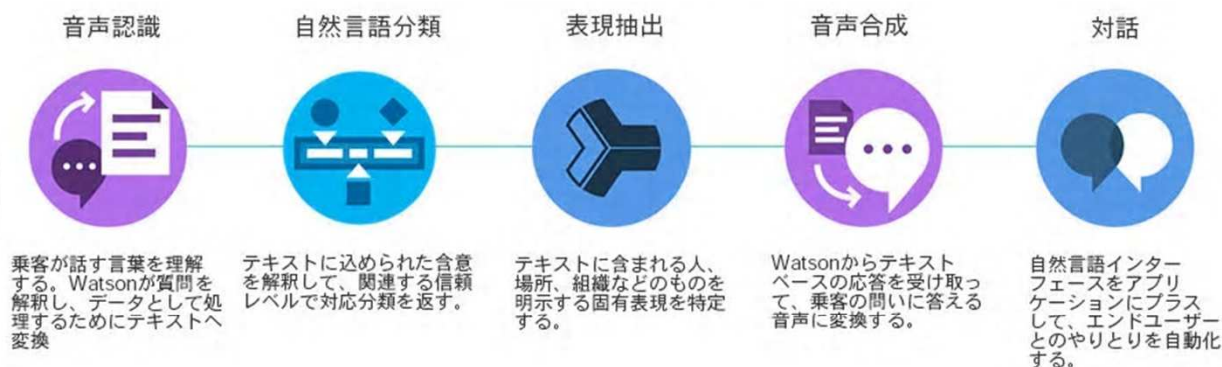 音声認識
自然言語分類
表現抽出
音声合成
対話
乗客が話す言葉を理解
する。Watsonが質問を
解釈し、データとして処
理するためにテキストへ
変換
テキストに込められた含意
を解釈して、関連する信頼
レベルで対応分類を返す。
テキストに含まれる人、
場所、組織などのものを
明示する固有表現を特定
する。
Watsonからテキスト
ベースの応答を受け取っ
て、乗客の問いに答える
音声に変換する。
自然言語インター
フェースをアプリ
ケーションにプラス
して、エンドユーザー
とのやりとりを自動化
する。